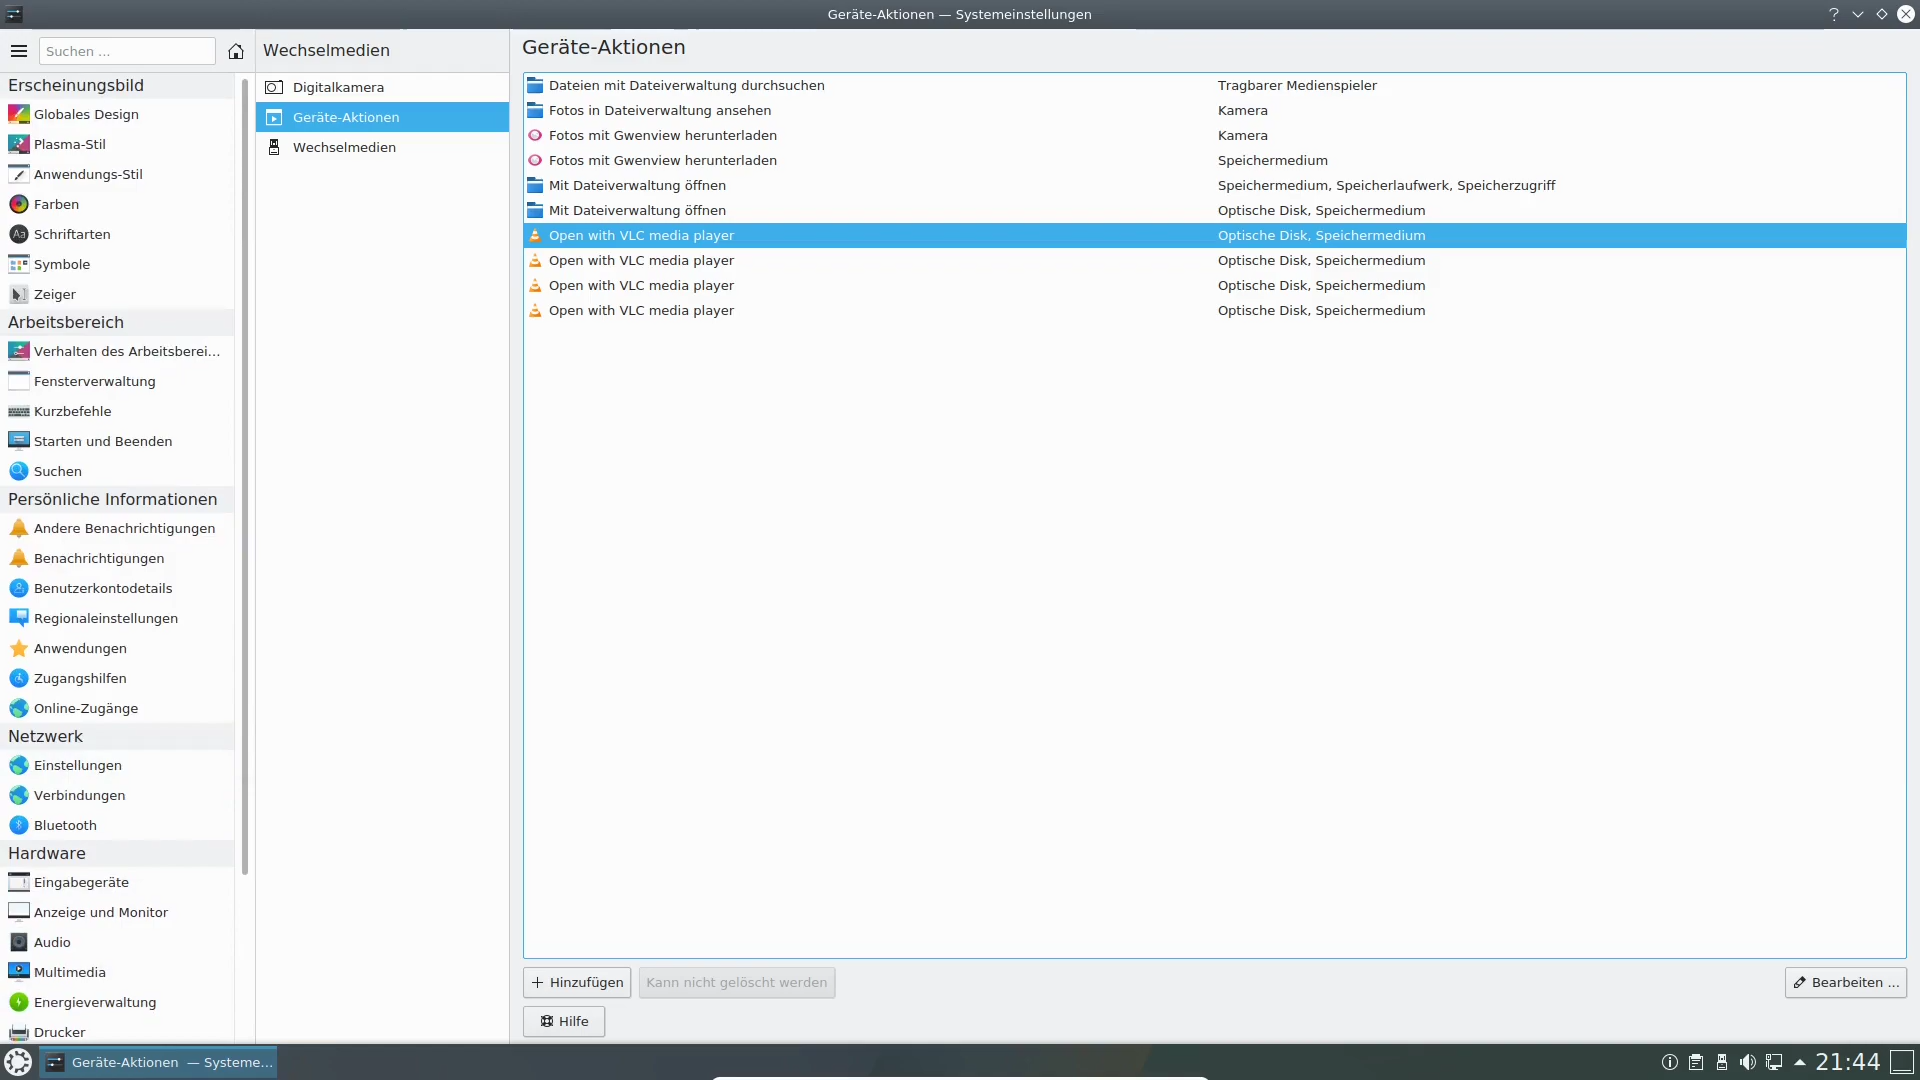 Geräte-Aktionen — Systemeinstellungen
Suchen ...
Erscheinungsbild
Globales Design
Plasma-Stil
Anwendungs-Stil
Farben
Schriftarten
Symbole
Zeiger
Arbeitsbereich
Verhalten des Arbeitsberei...
Fensterverwaltung
Kurzbefehle
Starten und Beenden
Suchen
Persönliche Informationen
Andere Benachrichtigungen
Benachrichtigungen
Benutzerkontodetails
Regionaleinstellungen
Anwendungen
Zugangshilfen
Online-Zugänge
Netzwerk
Einstellungen
Verbindungen
Bluetooth
Hardware
Eingabegeräte
Anzeige und Monitor
Audio
Multimedia
Energieverwaltung
Drucker
Wechselmedien
Digitalkamera
Geräte-Aktionen
Wechselmedien
Geräte-Aktionen
Dateien mit Dateiverwaltung durchsuchen Tragbarer Medienspieler
Fotos in Dateiverwaltung ansehen Kamera
Fotos mit Gwenview herunterladen Kamera
Fotos mit Gwenview herunterladen Speichermedium
Mit Dateiverwaltung öffnen Speichermedium, Speicherlaufwerk, Speicherzugriff
Mit Dateiverwaltung öffnen Optische Disk, Speichermedium
Open with VLC media player Optische Disk, Speichermedium
Open with VLC media player Optische Disk, Speichermedium
Open with VLC media player Optische Disk, Speichermedium
Open with VLC media player Optische Disk, Speichermedium
Hinzufügen Kann nicht gelöscht werden Bearbeiten ...
Hilfe
Geräte-Aktionen — Systeme... 21:44